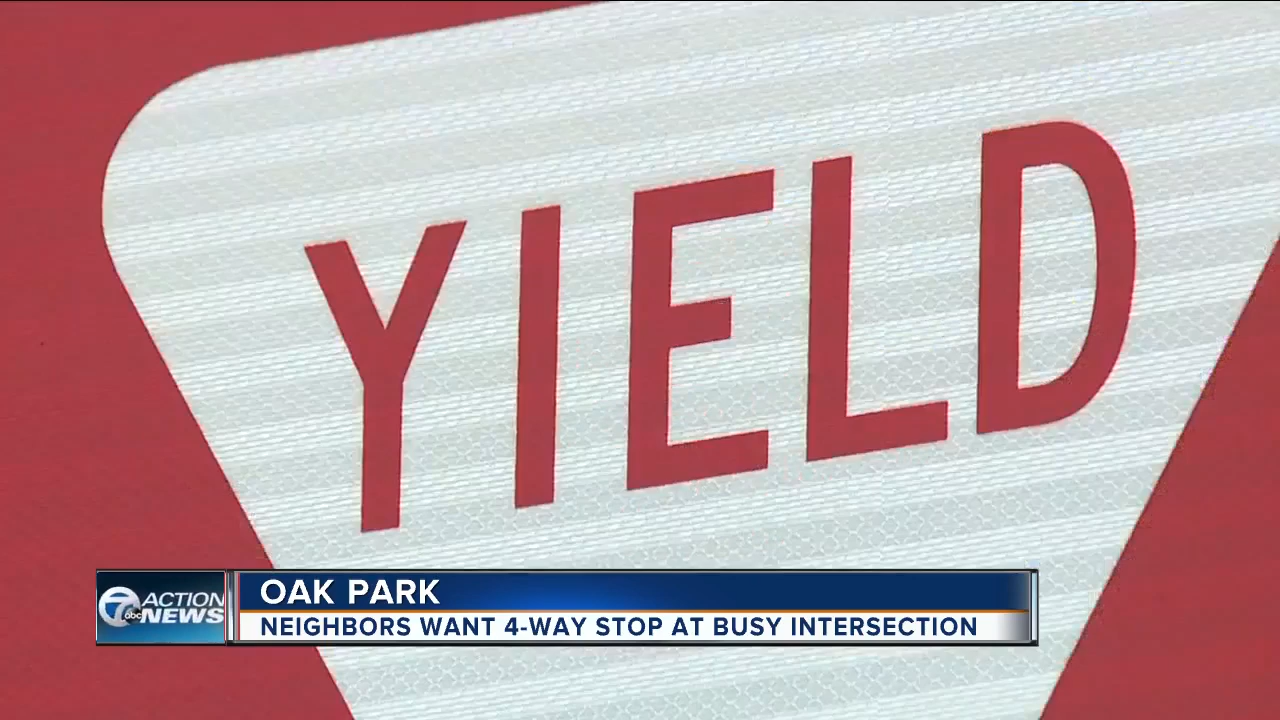 YIELD
7 abc ACTION NEWS
OAK PARK
NEIGHBORS WANT 4-WAY STOP AT BUSY INTERSECTION